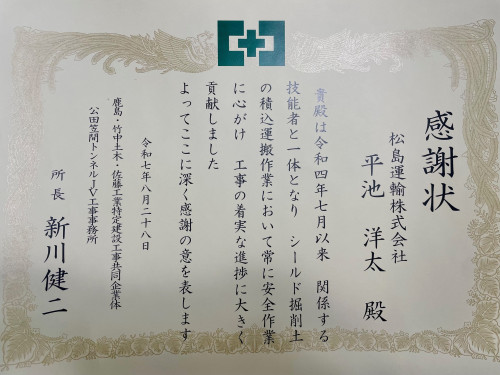 感謝状
松島運輸株式会社
平池 洋太 殿
貴殿は令和四年七月以来 関係する
技能者と一体となり シールド掘削土
の積込運搬作業において常に安全作業
に心がけ 工事の着実な進捗に大きく
貢献しました
よってここに深く感謝の意を表します
令和七年八月二十八日
鹿島・竹中土木・佐藤工業特定建設工事共同企業体
公田笠間トンネルJV工事事務所
所長 新川健二